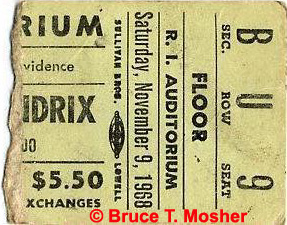 RIUM
vidence
NDRIX
00
$5.50
XCHANGES
SULLIVAN BROS.
LOWELL
Saturday, November 9, 1968
R. I. AUDITORIUM
FLOOR
B U 9
SEC. ROW SEAT
© Bruce T. Mosher